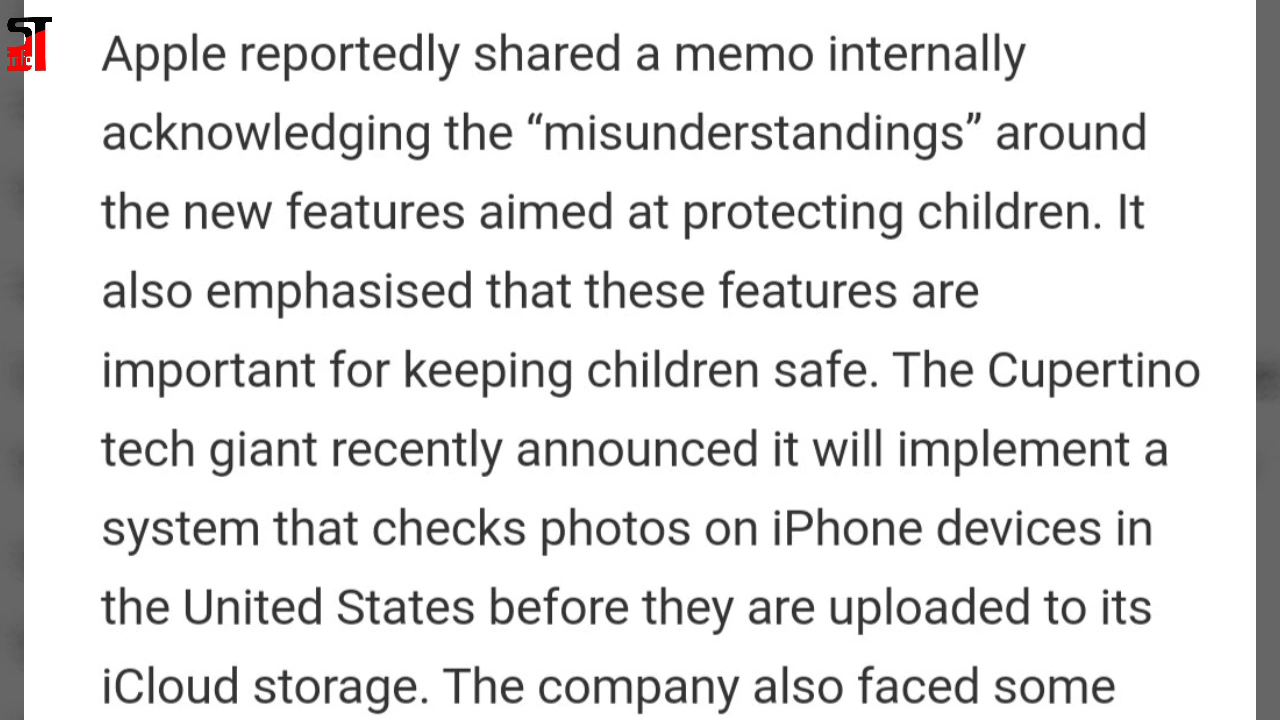 ST
info
Apple reportedly shared a memo internally
acknowledging the “misunderstandings” around
the new features aimed at protecting children. It
also emphasised that these features are
important for keeping children safe. The Cupertino
tech giant recently announced it will implement a
system that checks photos on iPhone devices in
the United States before they are uploaded to its
iCloud storage. The company also faced some